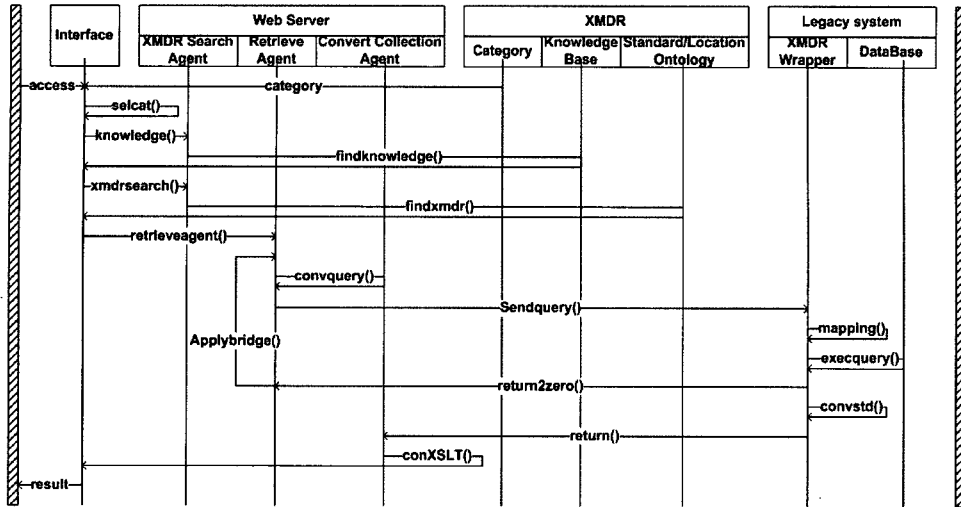 Interface
Web Server
XMDR
Legacy system
XMDR Search Agent
Retrieve Agent
Convert Collection Agent
Category
Knowledge Base
Standard/Location Ontology
XMDR Wrapper
DataBase
access
category
selcat()
knowledge()
findknowledge()
xmdrsearch()
findxmdr()
retrieveagent()
convquery()
Sendquery()
mapping()
Applybridge()
execquery()
return2zero()
convstd()
return()
conXSLT()
result